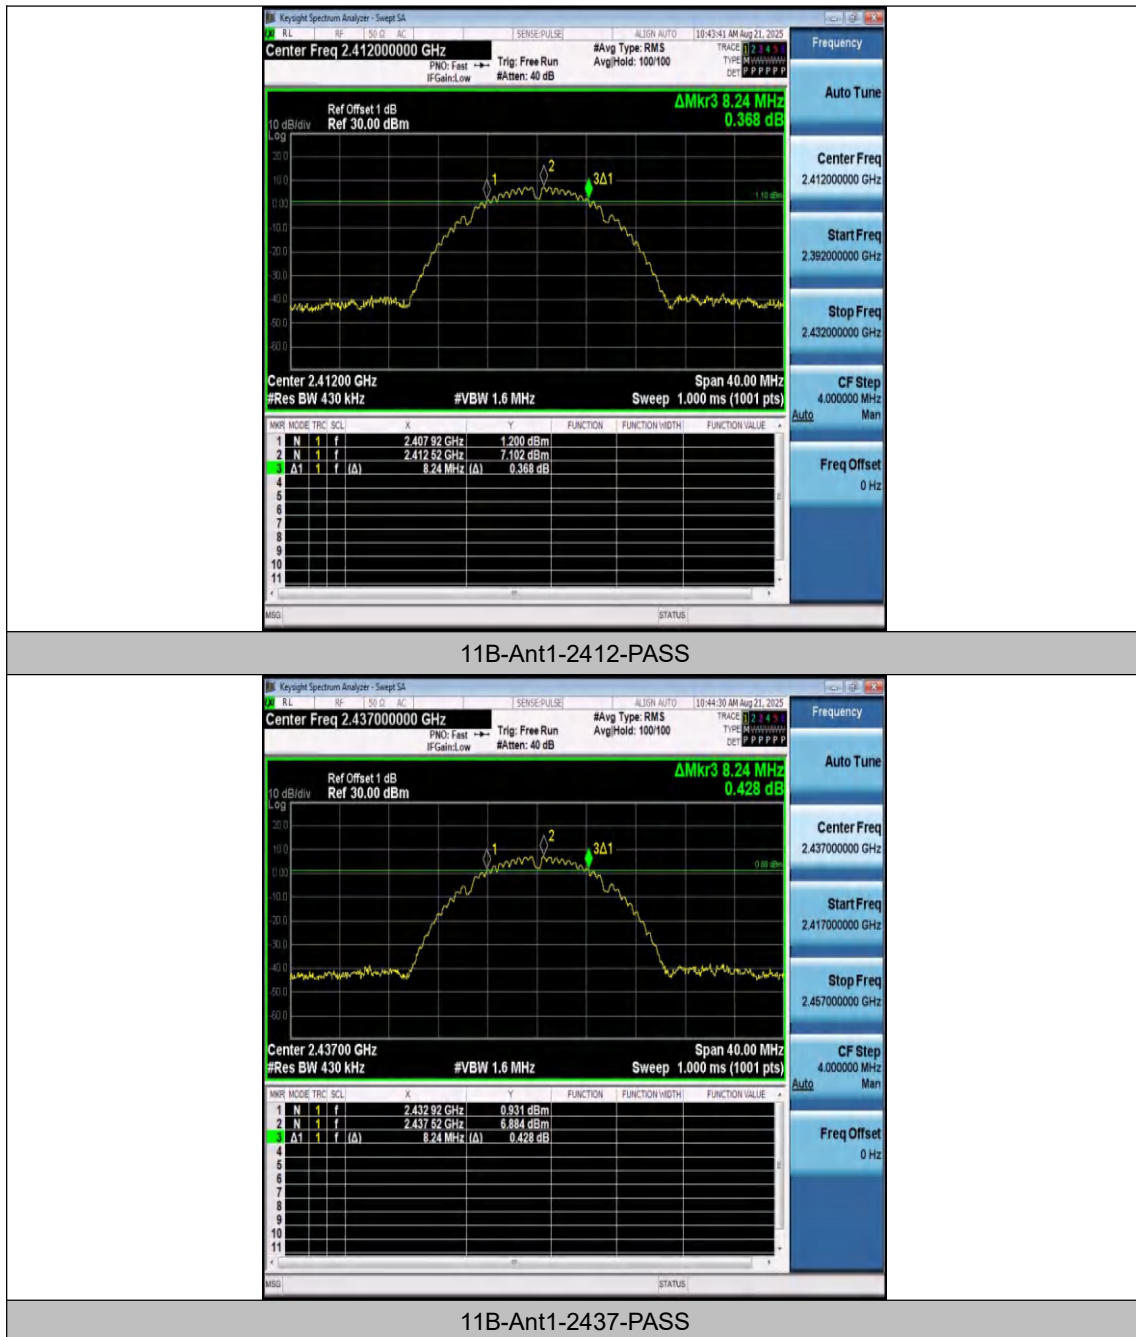 Keysight Spectrum Analyzer - Swept SA
RL RF 50 Ω AC SENSE:PULSE ALIGN AUTO 10:43:41 AM Aug 21, 2025
Center Freq 2.412000000 GHz
PNO: Fast
IFGain:Low
Trig: Free Run
#Atten: 40 dB
#Avg Type: RMS
Avg|Hold: 100/100
TRACE 1 2 3 4 5 6
TYPE M WWWWW
DET P P P P P P
Frequency
Auto Tune
Center Freq
2.412000000 GHz
Start Freq
2.392000000 GHz
Stop Freq
2.432000000 GHz
CF Step
4.000000 MHz
Auto Man
Freq Offset
0 Hz
ΔMkr3 8.24 MHz
0.368 dB
Ref Offset 1 dB
10 dB/div Ref 30.00 dBm
Log
20.0
10.0
0.00
-10.0
-20.0
-30.0
-40.0
-50.0
-60.0
1
2
3Δ1
1.10 dBm
Center 2.41200 GHz Span 40.00 MHz
#Res BW 430 kHz #VBW 1.6 MHz Sweep 1.000 ms (1001 pts)
MKR MODE TRC SCL X Y FUNCTION FUNCTION WIDTH FUNCTION VALUE
1 N 1 f 2.407 92 GHz 1.200 dBm
2 N 1 f 2.412 52 GHz 7.102 dBm
3 Δ1 1 f (Δ) 8.24 MHz (Δ) 0.368 dB
4
5
6
7
8
9
10
11
MSG STATUS
11B-Ant1-2412-PASS
Keysight Spectrum Analyzer - Swept SA
RL RF 50 Ω AC SENSE:PULSE ALIGN AUTO 10:44:30 AM Aug 21, 2025
Center Freq 2.437000000 GHz
PNO: Fast
IFGain:Low
Trig: Free Run
#Atten: 40 dB
#Avg Type: RMS
Avg|Hold: 100/100
TRACE 1 2 3 4 5 6
TYPE M WWWWW
DET P P P P P P
Frequency
Auto Tune
Center Freq
2.437000000 GHz
Start Freq
2.417000000 GHz
Stop Freq
2.457000000 GHz
CF Step
4.000000 MHz
Auto Man
Freq Offset
0 Hz
ΔMkr3 8.24 MHz
0.428 dB
Ref Offset 1 dB
10 dB/div Ref 30.00 dBm
Log
20.0
10.0
0.00
-10.0
-20.0
-30.0
-40.0
-50.0
-60.0
1
2
3Δ1
0.88 dBm
Center 2.43700 GHz Span 40.00 MHz
#Res BW 430 kHz #VBW 1.6 MHz Sweep 1.000 ms (1001 pts)
MKR MODE TRC SCL X Y FUNCTION FUNCTION WIDTH FUNCTION VALUE
1 N 1 f 2.432 92 GHz 0.931 dBm
2 N 1 f 2.437 52 GHz 6.884 dBm
3 Δ1 1 f (Δ) 8.24 MHz (Δ) 0.428 dB
4
5
6
7
8
9
10
11
MSG STATUS
11B-Ant1-2437-PASS